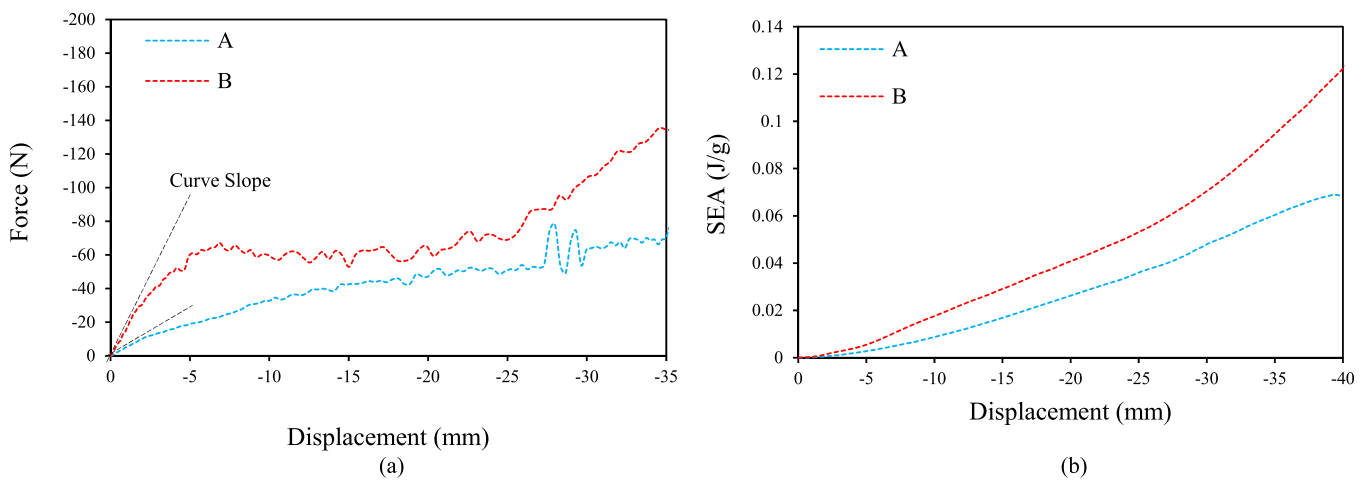 -200
-180
-160
-140
-120
-100
-80
-60
-40
-20
0
Force (N)
A
B
Curve Slope
0 -5 -10 -15 -20 -25 -30 -35
Displacement (mm)
(a)
0.14
0.12
0.1
0.08
0.06
0.04
0.02
0
SEA (J/g)
A
B
0 -5 -10 -15 -20 -25 -30 -35 -40
Displacement (mm)
(b)